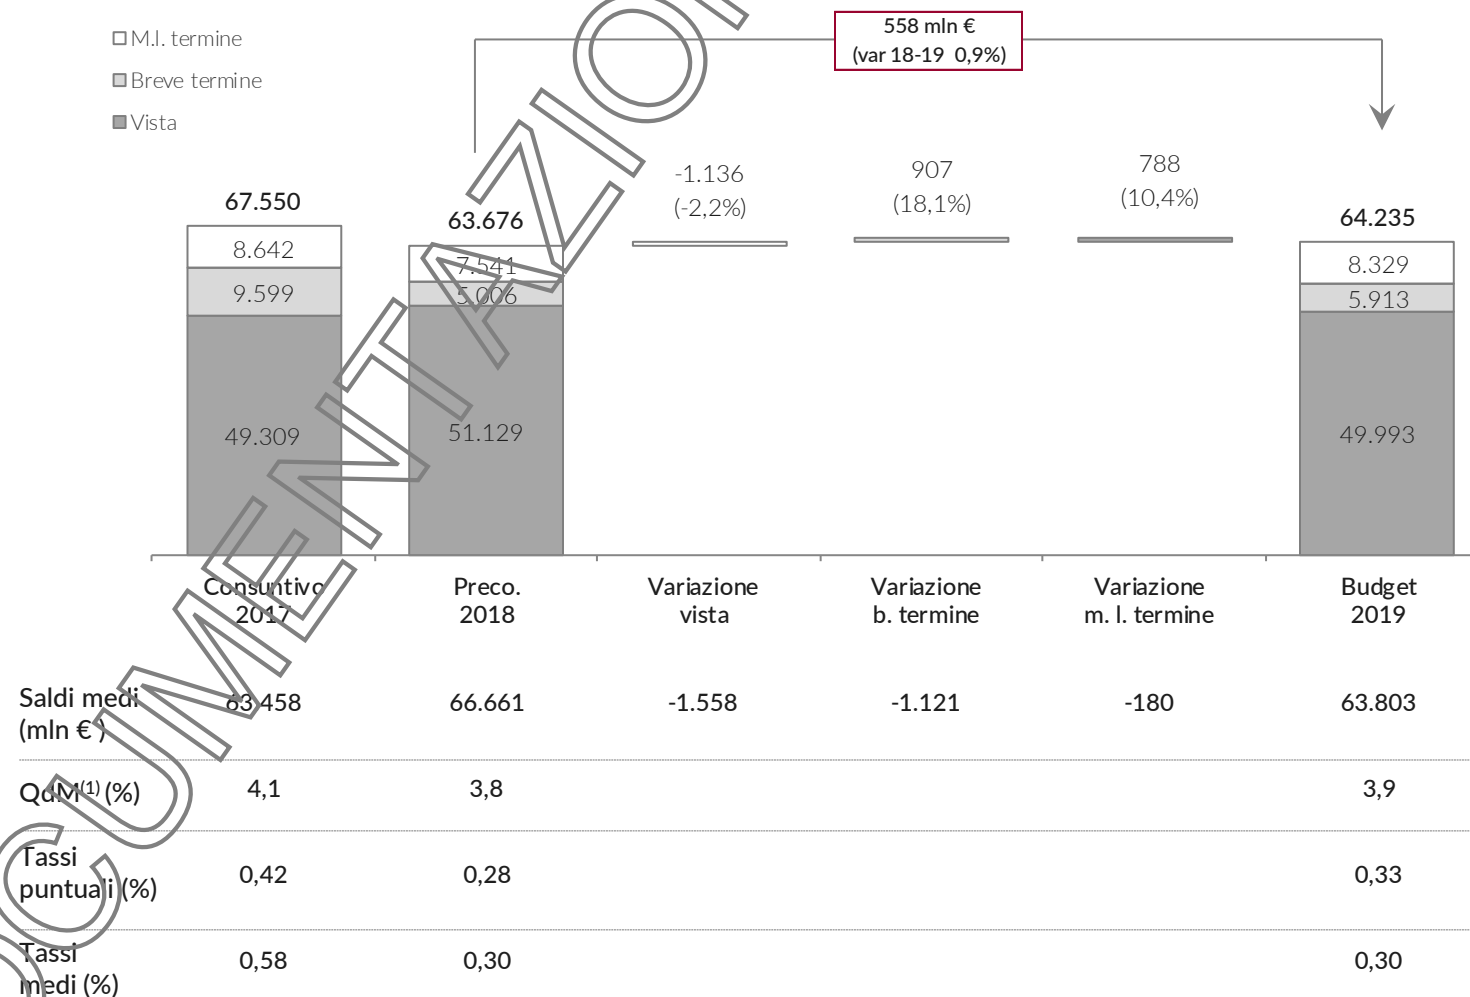 558 mln €
(var 18-19 0,9%)
M.l. termine
Breve termine
Vista
67.550
63.676
-1.136
(-2,2%)
907
(18,1%)
788
(10,4%)
64.235
8.642
7.541
8.329
9.599
5.006
5.913
49.309
51.129
49.993
Consuntivo
2017
Preco.
2018
Variazione
vista
Variazione
b. termine
Variazione
m. l. termine
Budget
2019
Saldi medi
(mln € )
63.458 66.661 -1.558 -1.121 -180 63.803
QdM(1) (%) 4,1 3,8 3,9
Tassi
puntuali (%)
0,42 0,28 0,33
Tassi
medi (%)
0,58 0,30 0,30
CUMENTAZIO